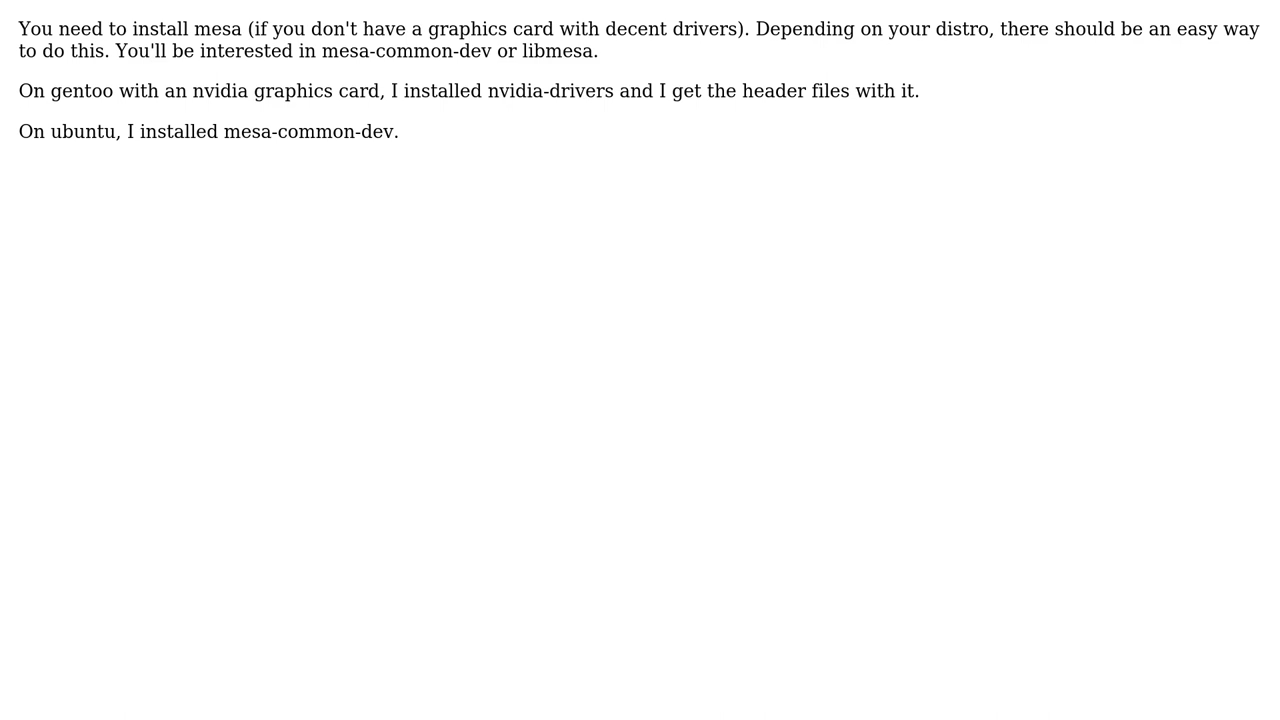 You need to install mesa (if you don't have a graphics card with decent drivers). Depending on your distro, there should be an easy way
to do this. You'll be interested in mesa-common-dev or libmesa.
On gentoo with an nvidia graphics card, I installed nvidia-drivers and I get the header files with it.
On ubuntu, I installed mesa-common-dev.